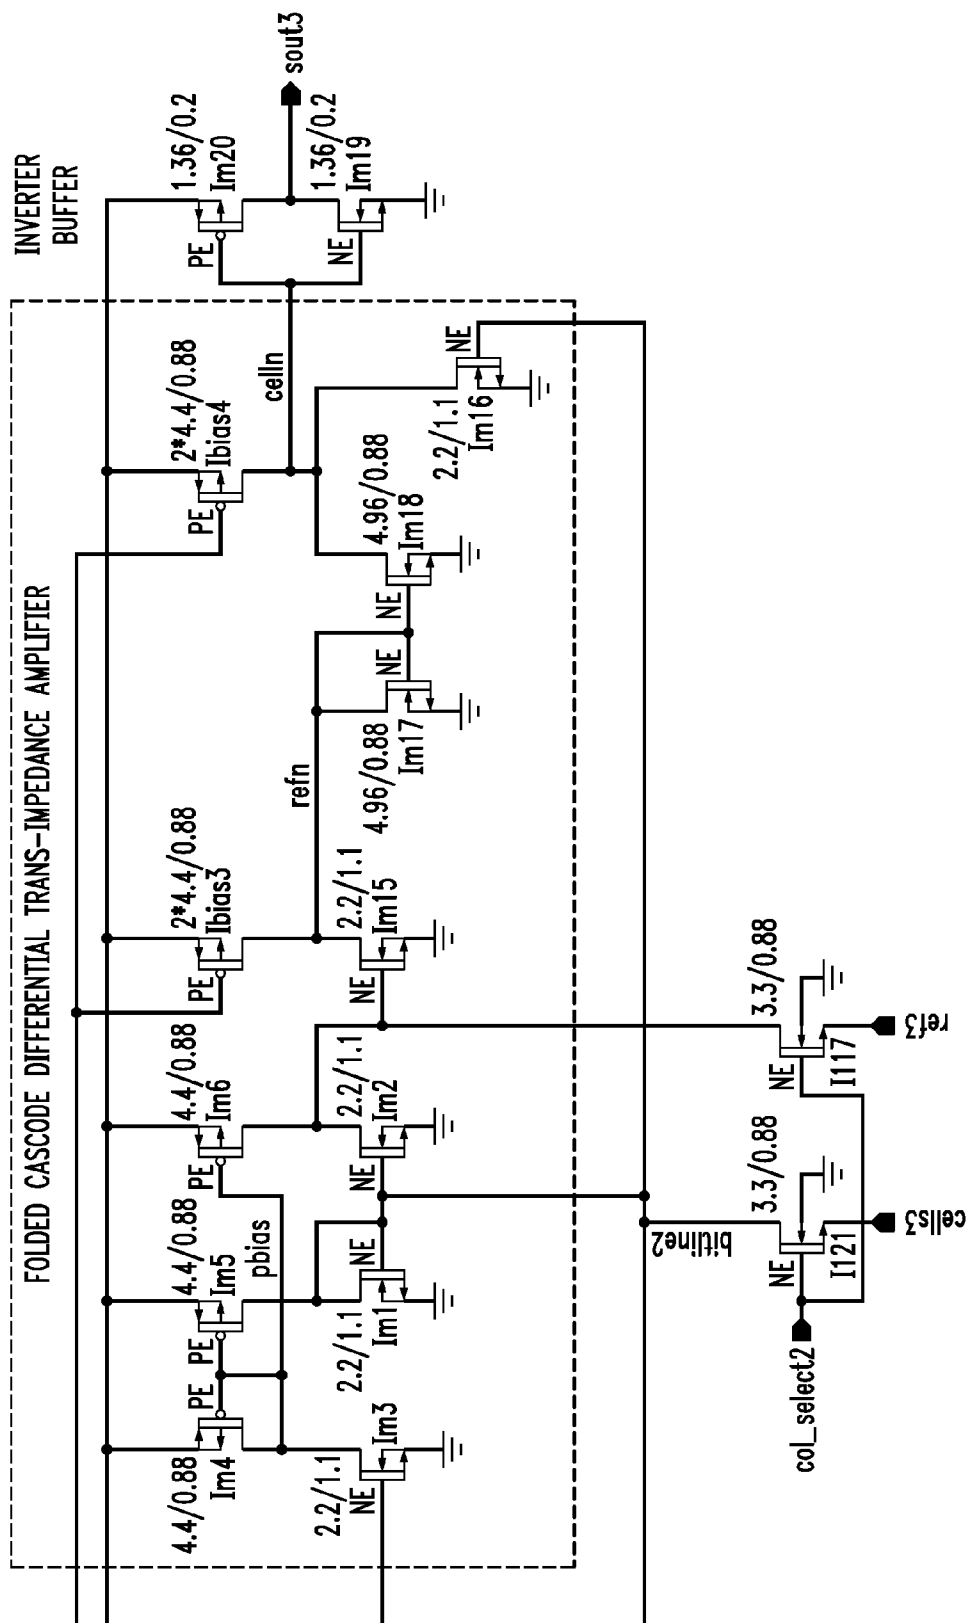 INVERTER
BUFFER
1.36/0.2
Im20
PE
1.36/0.2
Im19
NE
sout3
FOLDED CASCODE DIFFERENTIAL TRANS-IMPEDANCE AMPLIFIER
2*4.4/0.88
Ibias4
PE
celln
NE
2.2/1.1
Im16
4.96/0.88
Im18
NE
NE
4.96/0.88
Im17
refn
2*4.4/0.88
Ibias3
PE
2.2/1.1
Im15
NE
4.4/0.88
Im6
PE
2.2/1.1
Im2
NE
4.4/0.88
Im5
PE
pbias
NE
2.2/1.1
Im1
PE
4.4/0.88
Im4
2.2/1.1
NE
Im3
bitline2
3.3/0.88
NE
I117
ref3
3.3/0.88
NE
I121
cells3
col_select2